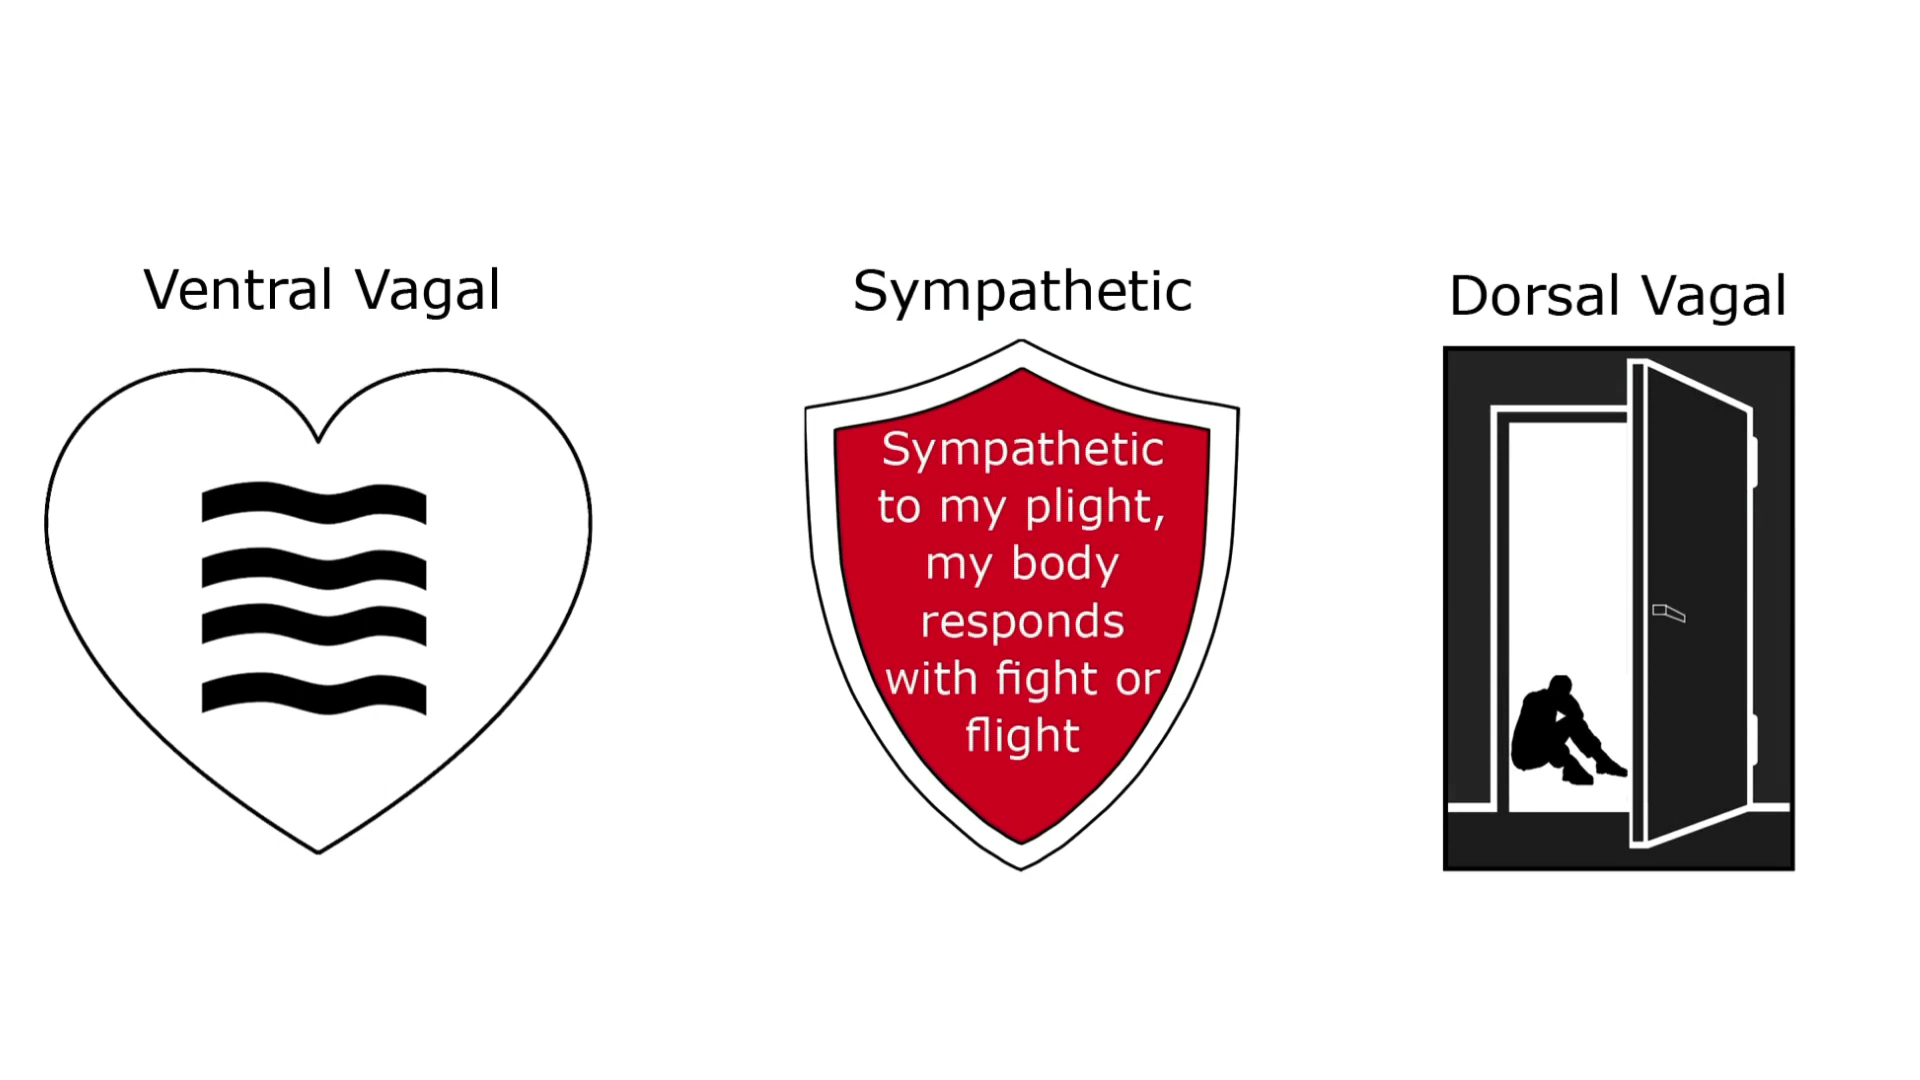 Ventral Vagal
Sympathetic
Dorsal Vagal
Sympathetic
to my plight,
my body
responds
with fight or
flight